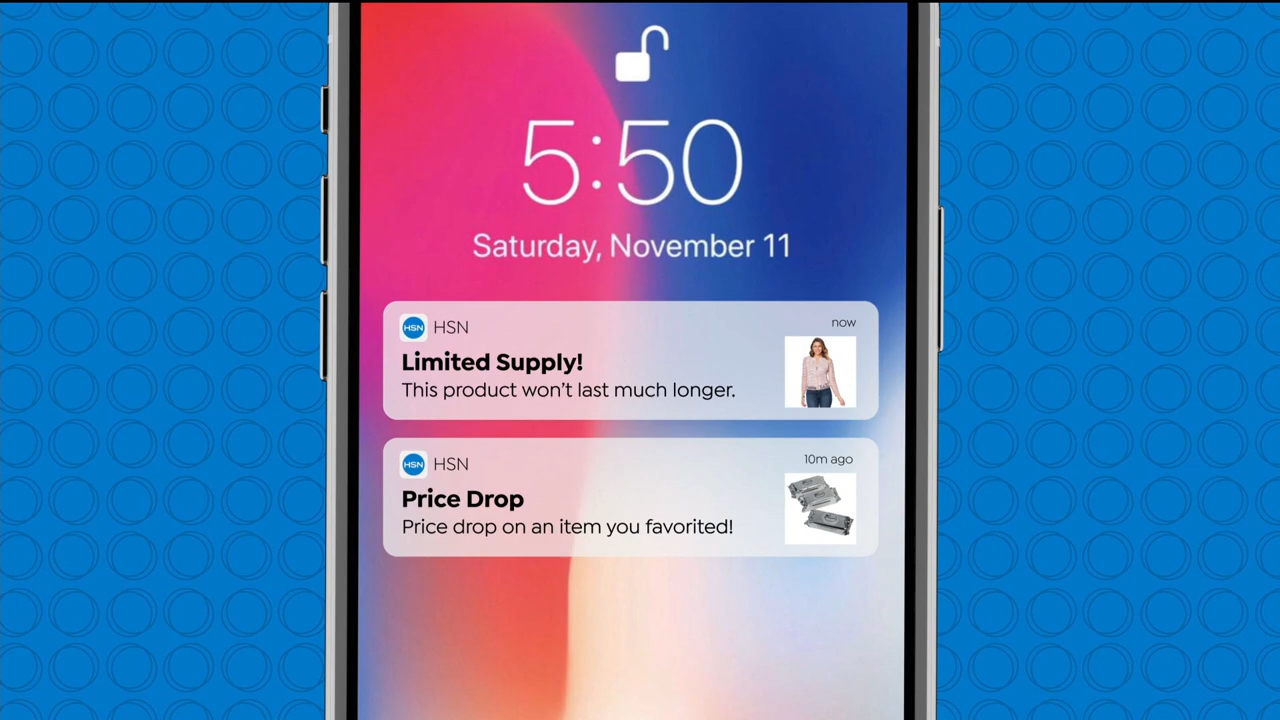 5:50
Saturday, November 11
HSN HSN
now
Limited Supply!
This product won't last much longer.
HSN HSN
10m ago
Price Drop
Price drop on an item you favorited!